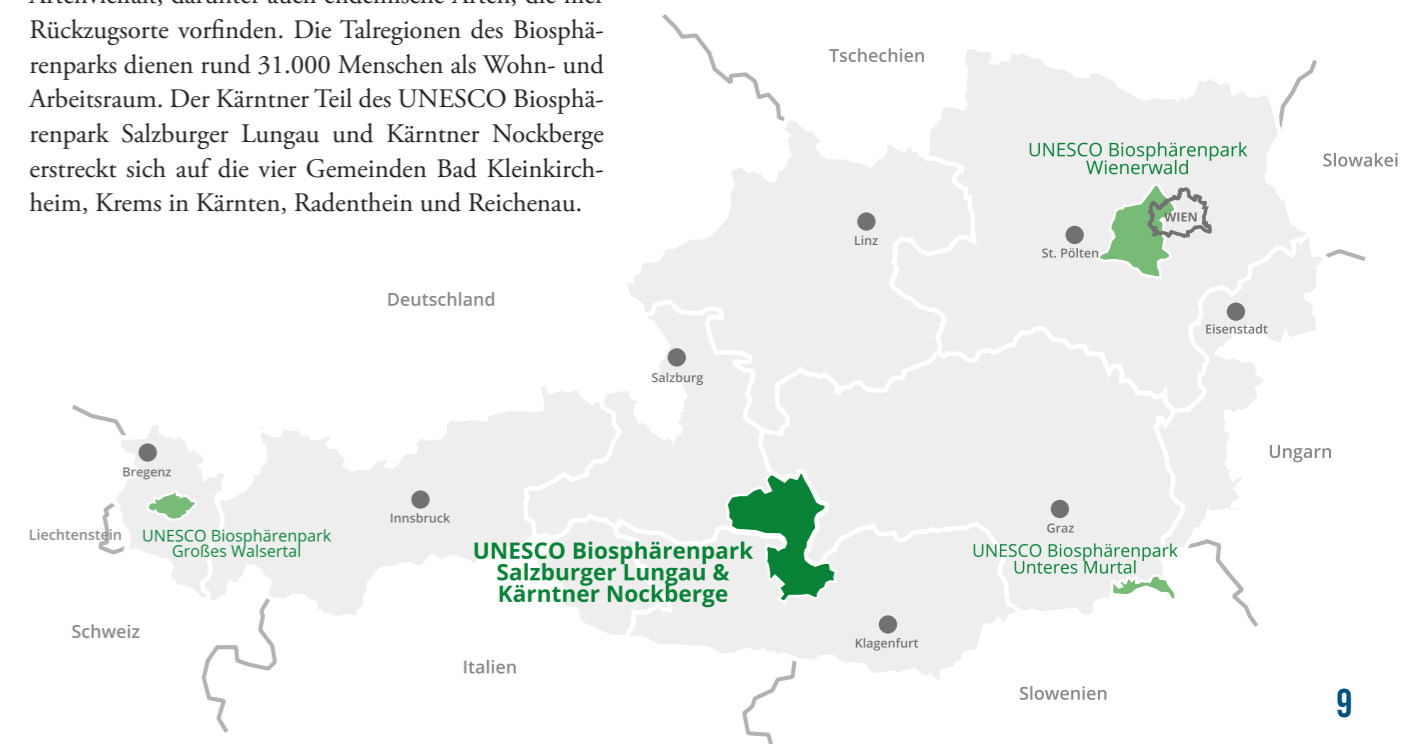 Artenvielfalt, darunter auch endemische Arten, die hier
Rückzugsorte vorfinden. Die Talregionen des Biosphä-
renparks dienen rund 31.000 Menschen als Wohn- und
Arbeitsraum. Der Kärntner Teil des UNESCO Biosphä-
renpark Salzburger Lungau und Kärntner Nockberge
erstreckt sich auf die vier Gemeinden Bad Kleinkirch-
heim, Krems in Kärnten, Radenthein und Reichenau.
Tschechien
UNESCO Biosphärenpark
Wienerwald
Slowakei
WIEN
Linz
St. Pölten
Deutschland
Eisenstadt
Salzburg
Ungarn
Bregenz
Innsbruck
Graz
Liechtenstein
UNESCO Biosphärenpark
Großes Walsertal
UNESCO Biosphärenpark
Salzburger Lungau &
Kärntner Nockberge
UNESCO Biosphärenpark
Unteres Murtal
Schweiz
Klagenfurt
Italien
Slowenien
9